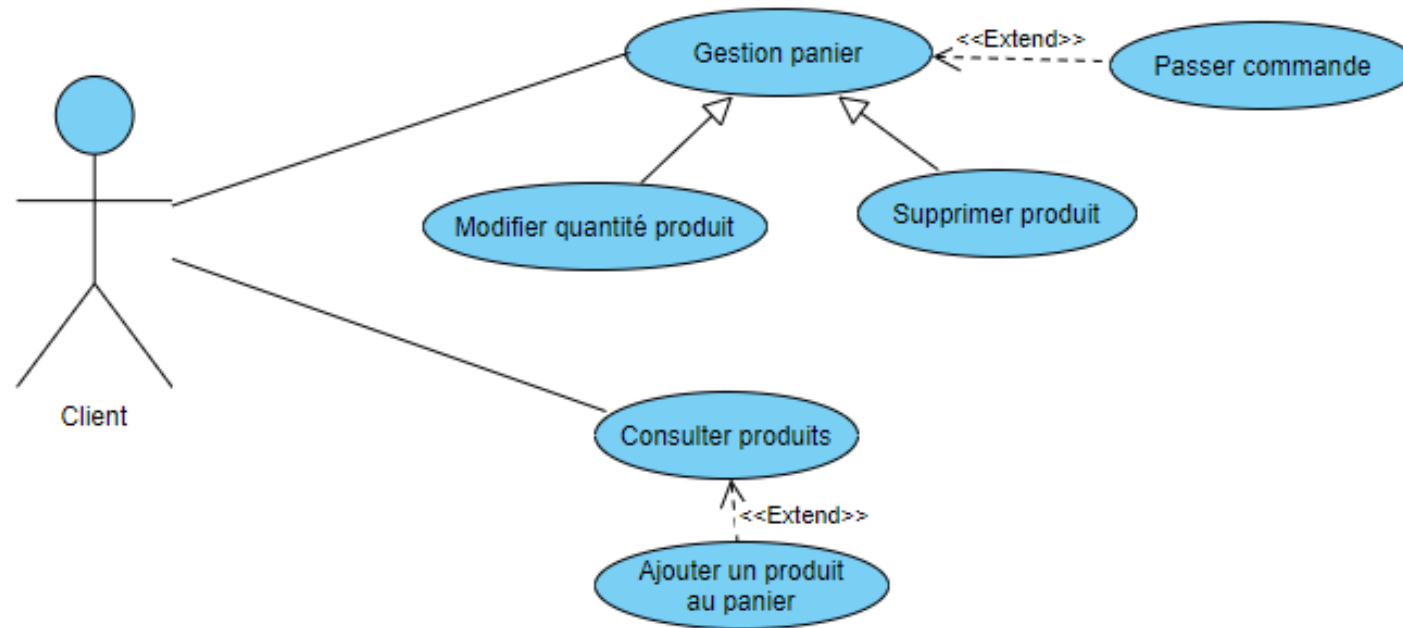 Gestion panier
<<Extend>>
Passer commande
Modifier quantité produit
Supprimer produit
Client
Consulter produits
<<Extend>>
Ajouter un produit
au panier